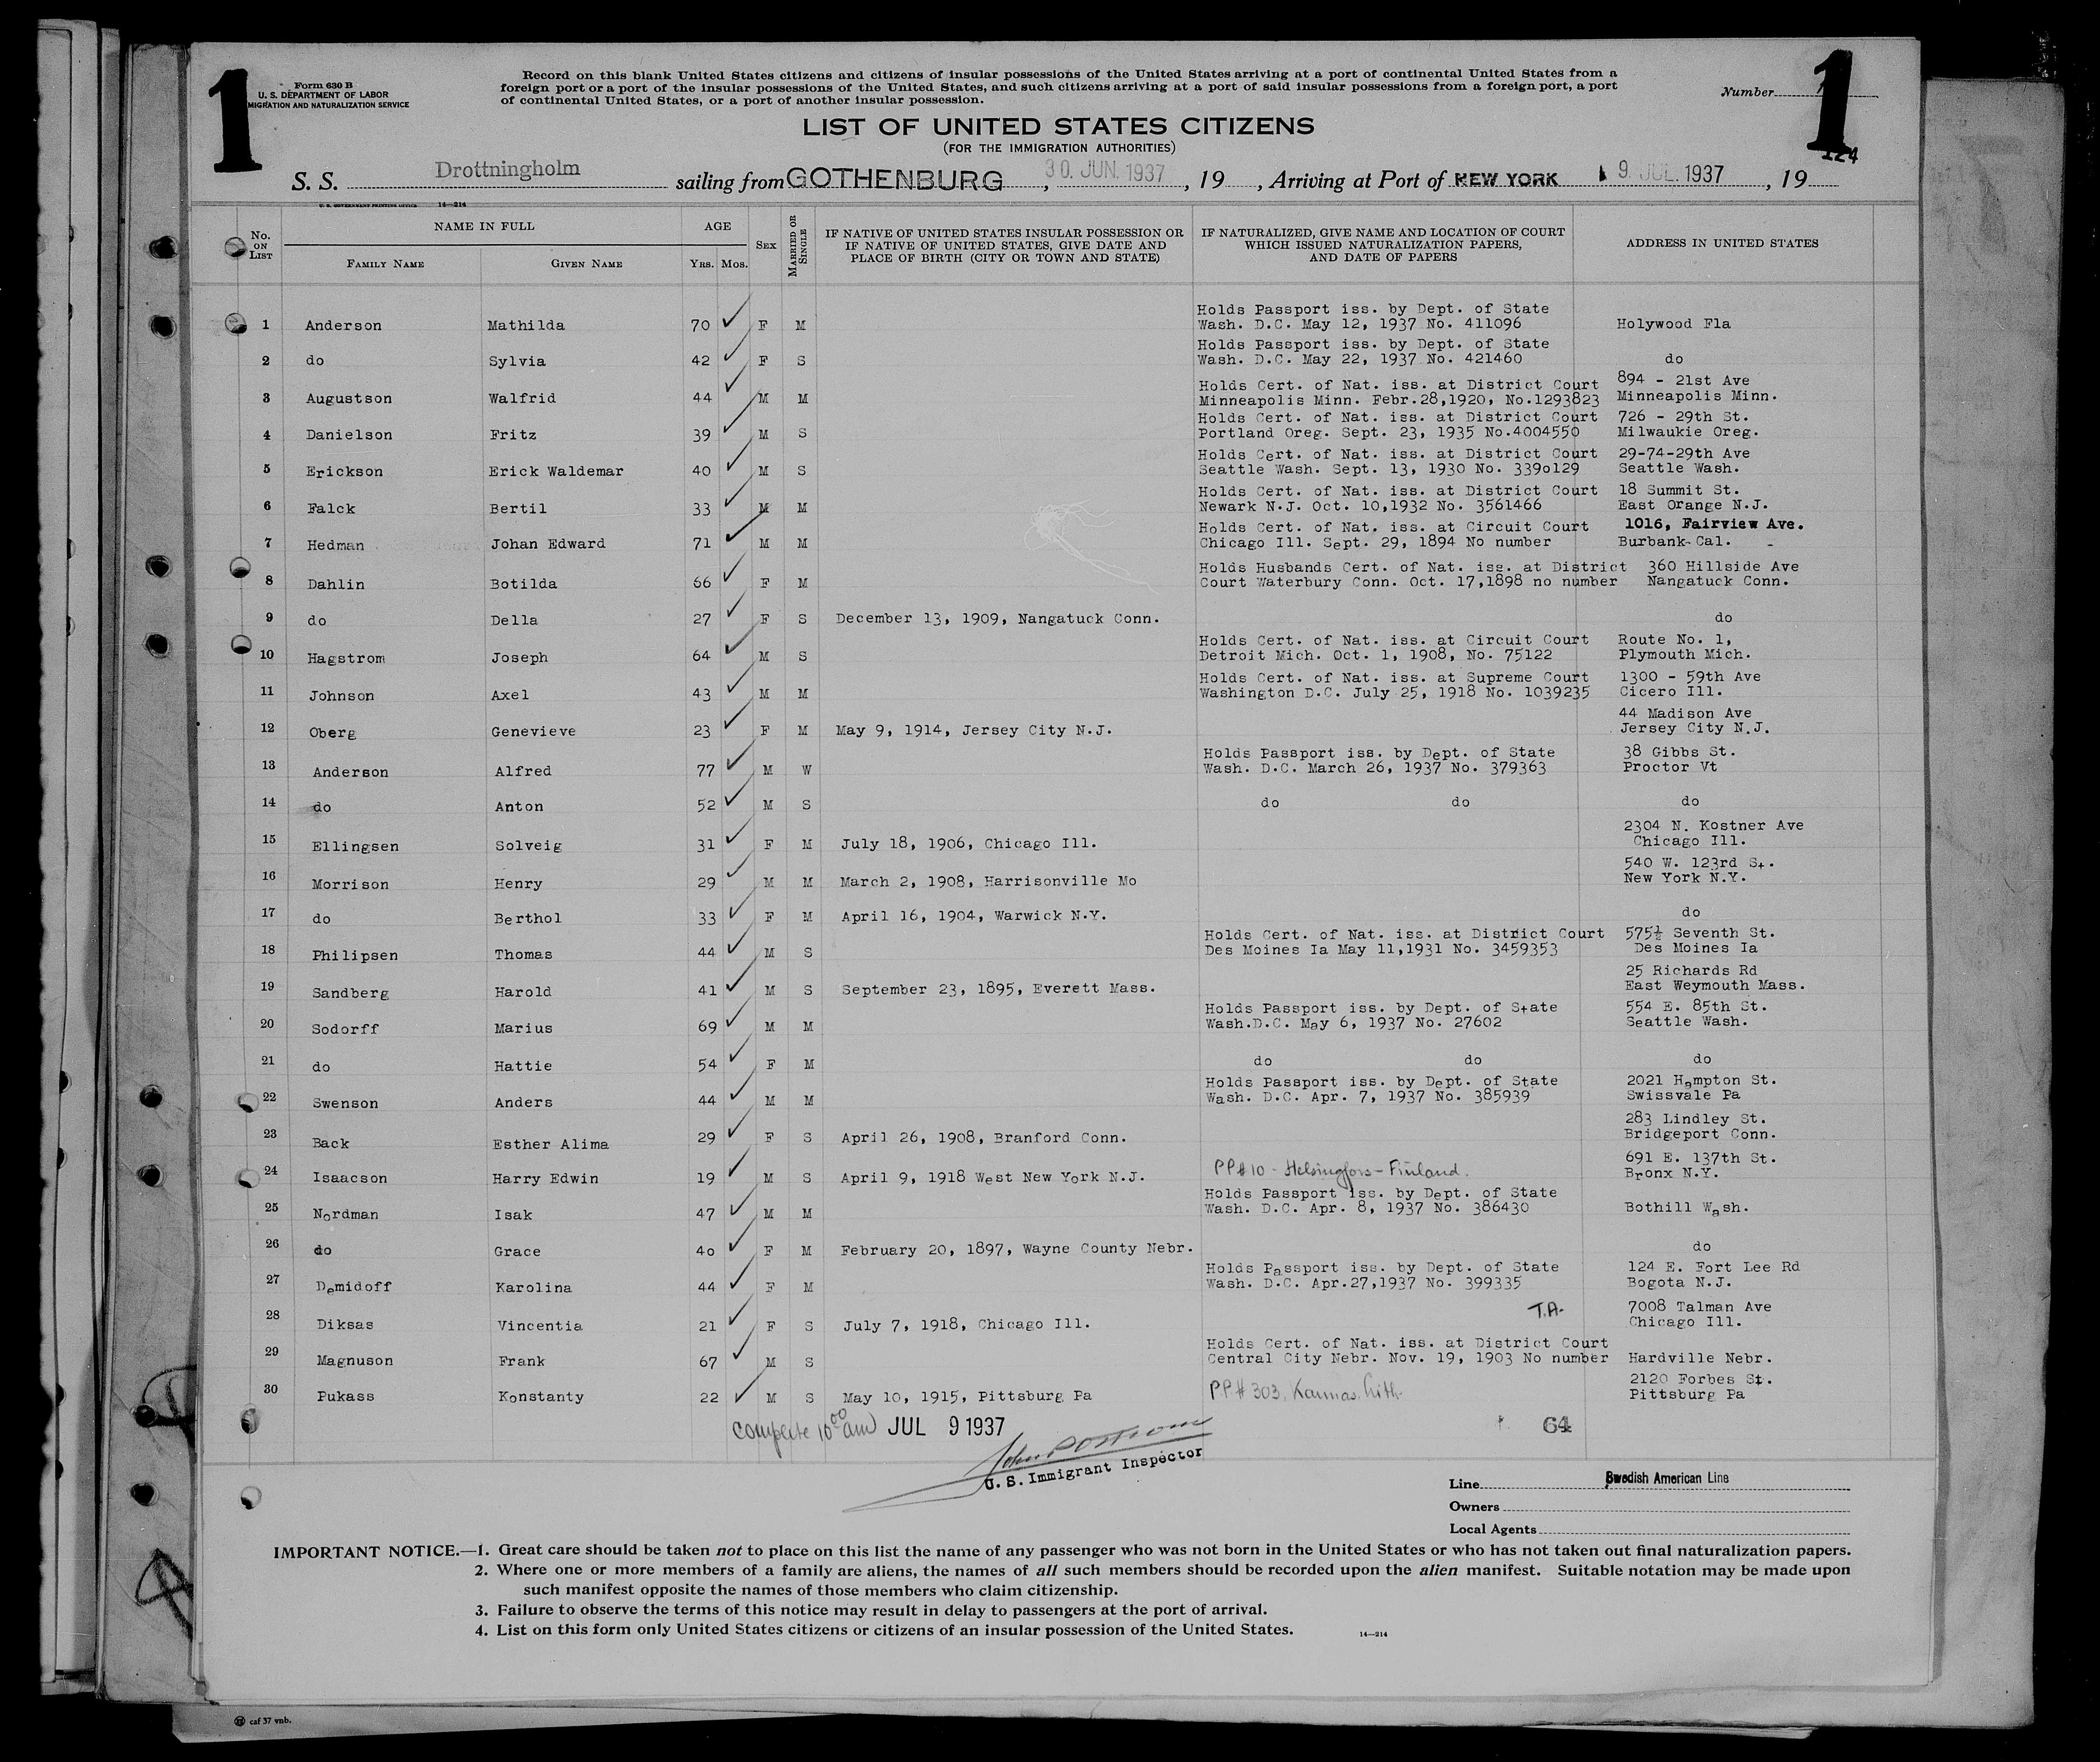 1
Form 630 B
U. S. DEPARTMENT OF LABOR
MIGRATION AND NATURALIZATION SERVICE
Record on this blank United States citizens and citizens of insular possessions of the United States arriving at a port of continental United States from a
foreign port or a port of the insular possessions of the United States, and such citizens arriving at a port of said insular possessions from a foreign port, a port
of continental United States, or a port of another insular possession.
Number
1
124
LIST OF UNITED STATES CITIZENS
(FOR THE IMMIGRATION AUTHORITIES)
S. S. Drottningholm sailing from GOTHENBURG, 30. JUN. 1937, 19 , Arriving at Port of NEW YORK 9. JUL. 1937, 19
U. S. GOVERNMENT PRINTING OFFICE 14—214
No. ON LIST NAME IN FULL AGE SEX MARRIED OR SINGLE IF NATIVE OF UNITED STATES INSULAR POSSESSION OR IF NATIVE OF UNITED STATES, GIVE DATE AND PLACE OF BIRTH (CITY OR TOWN AND STATE) IF NATURALIZED, GIVE NAME AND LOCATION OF COURT WHICH ISSUED NATURALIZATION PAPERS, AND DATE OF PAPERS ADDRESS IN UNITED STATES
FAMILY NAME GIVEN NAME YRS. MOS.
Holds Passport iss. by Dept. of State
1 Anderson Mathilda 70 F M Wash. D.C. May 12, 1937 No. 411096 Holywood Fla
Holds Passport iss. by Dept. of State
2 do Sylvia 42 F S Wash. D.C. May 22, 1937 No. 421460 do
Holds Cert. of Nat. iss. at District Court 894 - 21st Ave
3 Augustson Walfrid 44 M M Minneapolis Minn. Febr.28,1920, No.1293823 Minneapolis Minn.
Holds Cert. of Nat. iss. at District Court 726 - 29th St.
4 Danielson Fritz 39 M S Portland Oreg. Sept. 23, 1935 No.4004550 Milwaukie Oreg.
Holds Cert. of Nat. iss. at District Court 29-74-29th Ave
5 Erickson Erick Waldemar 40 M S Seattle Wash. Sept. 13, 1930 No. 3390129 Seattle Wash.
Holds Cert. of Nat. iss. at District Court 18 Summit St.
6 Falck Bertil 33 M M Newark N.J. Oct. 10,1932 No. 3561466 East Orange N.J.
Holds Cert. of Nat. iss. at Circuit Court 1016, Fairview Ave.
7 Hedman Johan Edward 71 M M Chicago Ill. Sept. 29, 1894 No number Burbank Cal.
Holds Husbands Cert. of Nat. iss. at District 360 Hillside Ave
8 Dahlin Botilda 66 F M Court Waterbury Conn. Oct. 17,1898 no number Nangatuck Conn.
9 do Della 27 F S December 13, 1909, Nangatuck Conn. do
Holds Cert. of Nat. iss. at Circuit Court Route No. 1,
10 Hagstrom Joseph 64 M S Detroit Mich. Oct. 1, 1908, No. 75122 Plymouth Mich.
Holds Cert. of Nat. iss. at Supreme Court 1300 - 59th Ave
11 Johnson Axel 43 M M Washington D.C. July 25, 1918 No. 1039235 Cicero Ill.
44 Madison Ave
12 Oberg Genevieve 23 F M May 9, 1914, Jersey City N.J. Jersey City N.J.
Holds Passport iss. by Dept. of State 38 Gibbs St.
13 Anderson Alfred 77 M W Wash. D.C. March 26, 1937 No. 379363 Proctor Vt
14 do Anton 52 M S do do do
2304 N. Kostner Ave
15 Ellingsen Solveig 31 F M July 18, 1906, Chicago Ill. Chicago Ill.
540 W. 123rd St.
16 Morrison Henry 29 M M March 2, 1908, Harrisonville Mo New York N.Y.
17 do Berthol 33 F M April 16, 1904, Warwick N.Y. do
Holds Cert. of Nat. iss. at District Court 575½ Seventh St.
18 Philipsen Thomas 44 M S Des Moines Ia May 11,1931 No. 3459353 Des Moines Ia
25 Richards Rd
19 Sandberg Harold 41 M S September 23, 1895, Everett Mass. East Weymouth Mass.
Holds Passport iss. by Dept. of State 554 E. 85th St.
20 Sodorff Marius 69 M M Wash.D.C. May 6, 1937 No. 27602 Seattle Wash.
21 do Hattie 54 F M do do do
Holds Passport iss. by Dept. of State 2021 Hampton St.
22 Swenson Anders 44 M M Wash. D.C. Apr. 7, 1937 No. 385939 Swissvale Pa
283 Lindley St.
23 Back Esther Alima 29 F S April 26, 1908, Branford Conn. Bridgeport Conn.
691 E. 137th St.
24 Isaacson Harry Edwin 19 M S April 9, 1918 West New York N.J. PP#10 - Helsingfors - Finland. Bronx N.Y.
Holds Passport iss. by Dept. of State
25 Nordman Isak 47 M M Wash. D.C. Apr. 8, 1937 No. 386430 Bothill Wash.
26 do Grace 40 F M February 20, 1897, Wayne County Nebr. do
Holds Passport iss. by Dept. of State 124 E. Fort Lee Rd
27 Demidoff Karolina 44 F M Wash. D.C. Apr.27,1937 No. 399335 Bogota N.J.
T.A. 7008 Talman Ave
28 Diksas Vincentia 21 F S July 7, 1918, Chicago Ill. Chicago Ill.
Holds Cert. of Nat. iss. at District Court
29 Magnuson Frank 67 M S Central City Nebr. Nov. 19, 1903 No number Hardville Nebr.
2120 Forbes St.
30 Pukass Konstanty 22 M S May 10, 1915, Pittsburg Pa PP# 303, Kaunas, Lith. Pittsburg Pa
Complete 10 00 am JUL 9 1937 64
U. S. Immigrant Inspector
Line Swedish American Line
Owners
Local Agents
IMPORTANT NOTICE.—1. Great care should be taken not to place on this list the name of any passenger who was not born in the United States or who has not taken out final naturalization papers.
2. Where one or more members of a family are aliens, the names of all such members should be recorded upon the alien manifest. Suitable notation may be made upon
such manifest opposite the names of those members who claim citizenship.
3. Failure to observe the terms of this notice may result in delay to passengers at the port of arrival.
4. List on this form only United States citizens or citizens of an insular possession of the United States. 14—214
caf 37 vnb.